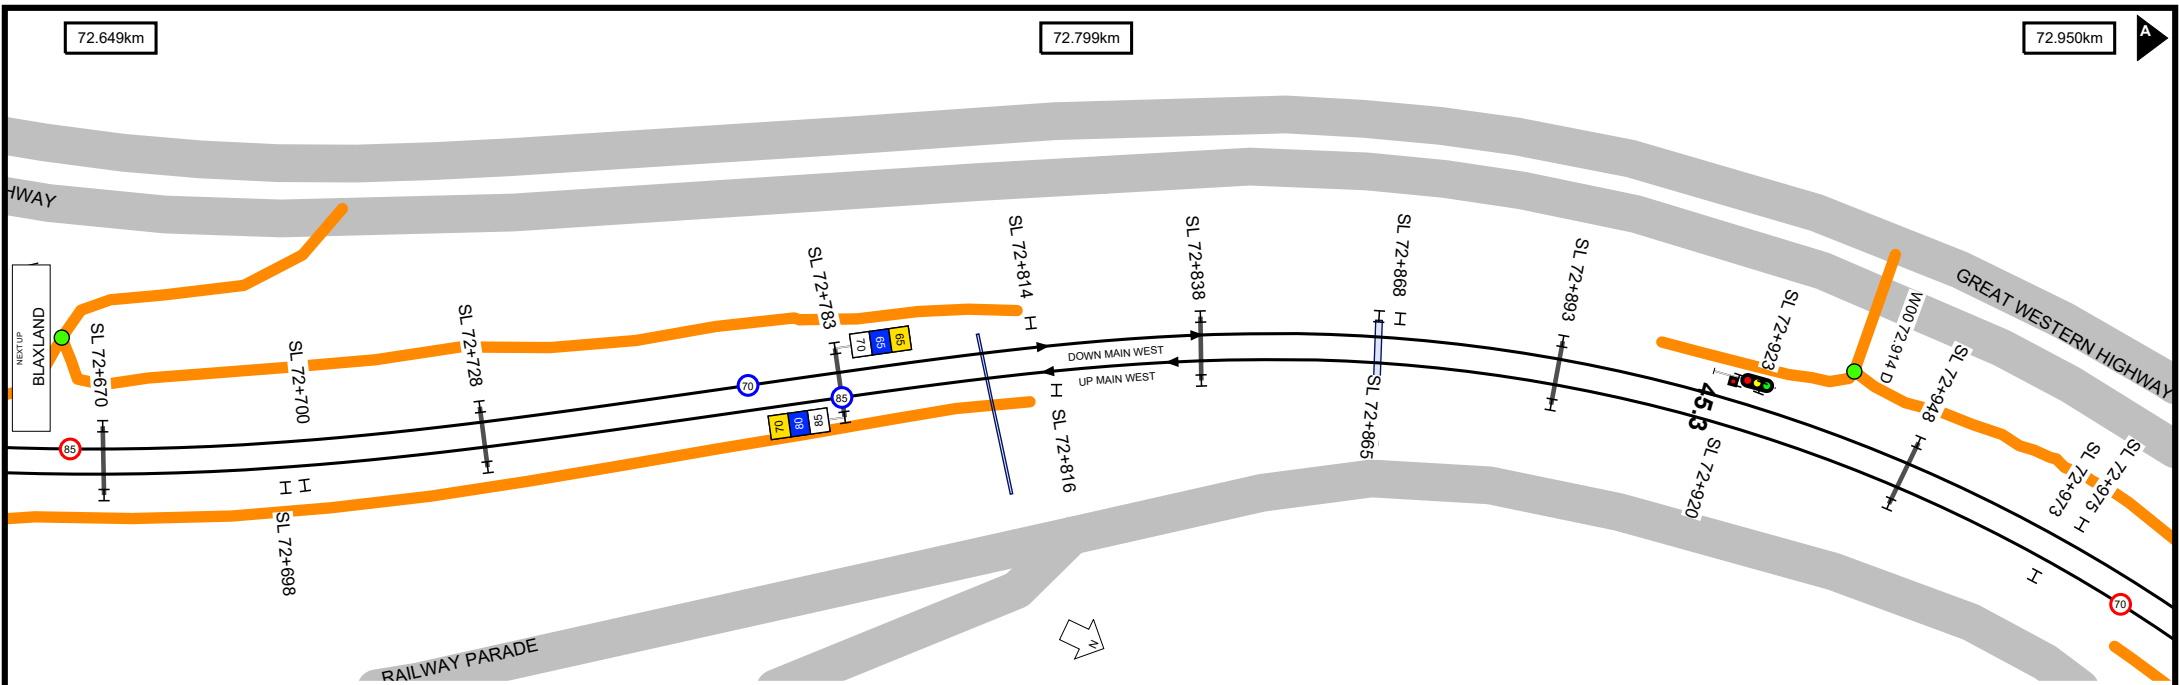 72.649km
72.799km
72.950km
A
HWAY
GREAT WESTERN HIGHWAY
NEXT UP
BLAXLAND
SL 72+670
SL 72+700
SL 72+698
SL 72+728
SL 72+783
70 65 65
70 80 85
85
70
85
SL 72+814
SL 72+816
DOWN MAIN WEST
UP MAIN WEST
SL 72+838
SL 72+868
SL 72+865
SL 72+893
SL 72+923
45.3
SL 72+920
W00 72.914 D
SL 72+948
SL 72+973
SL 72+975
70
RAILWAY PARADE
N